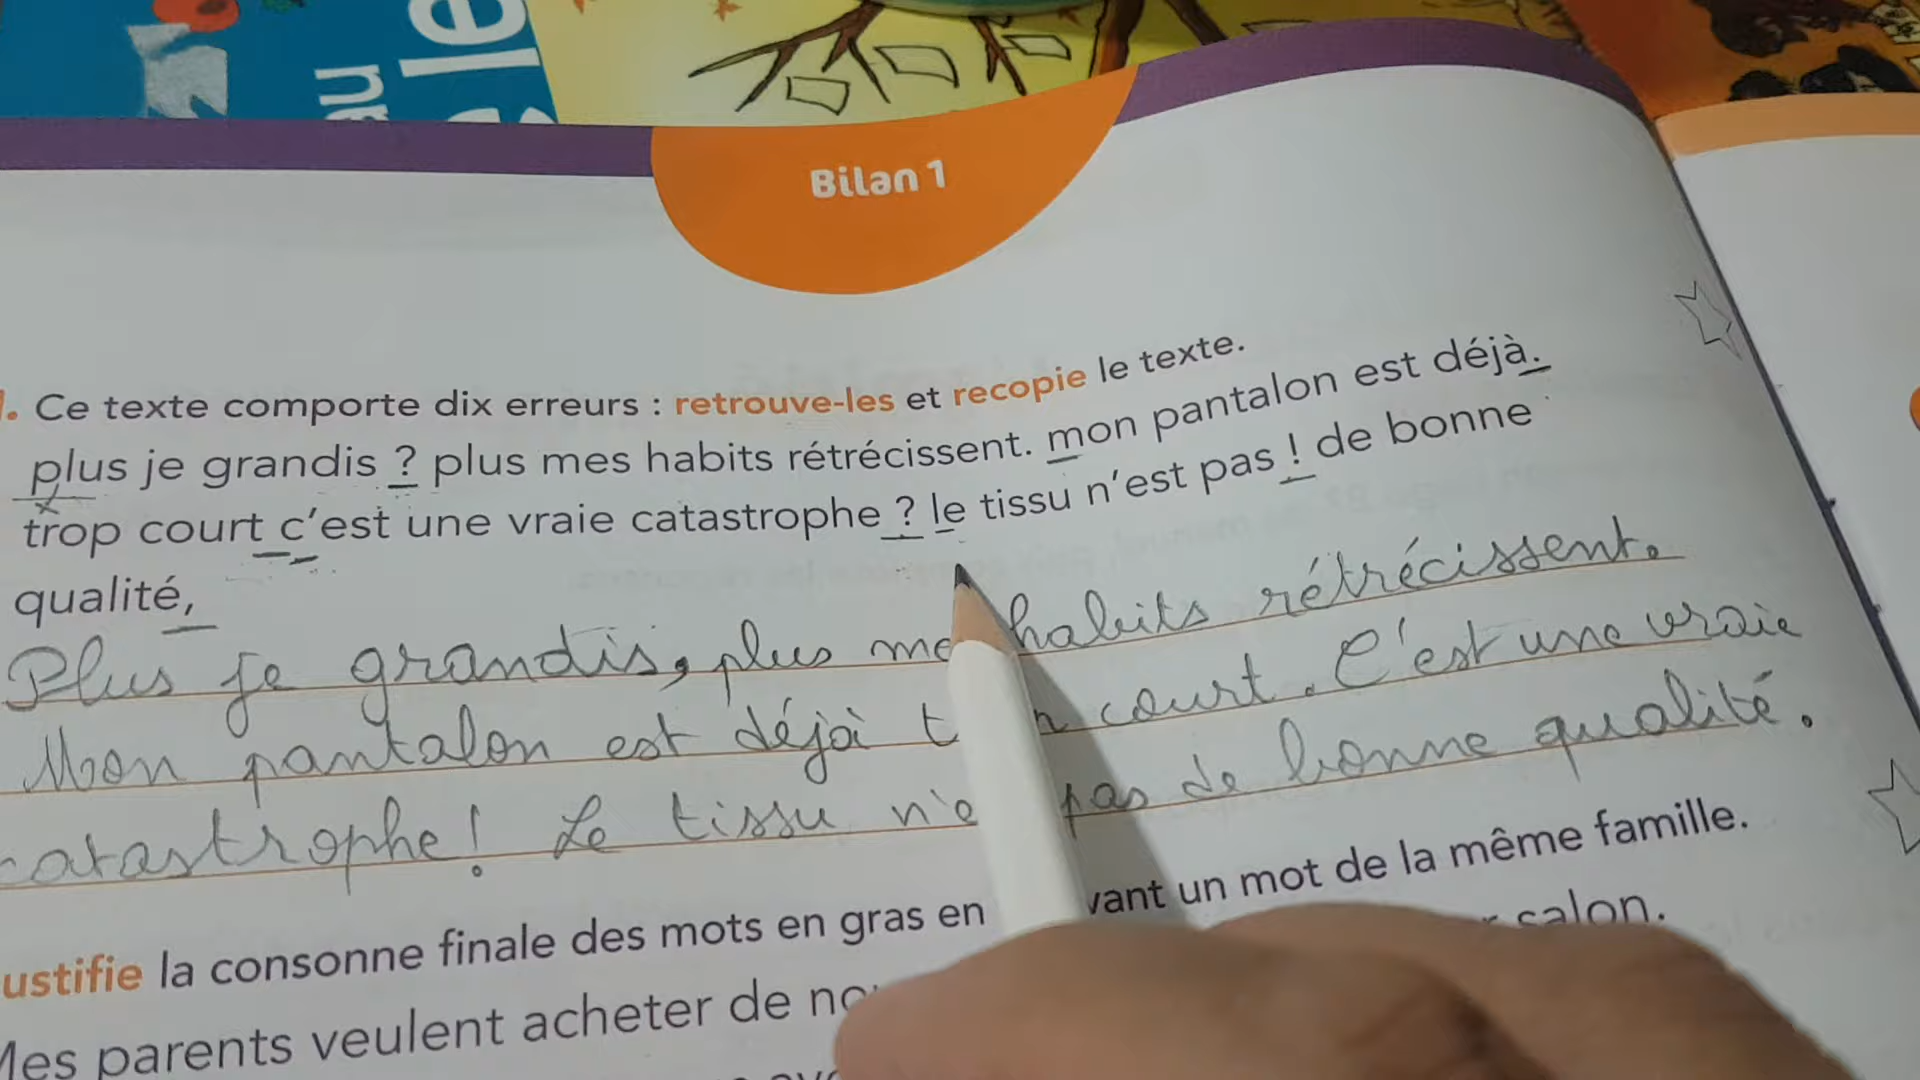 au
le
Bilan 1
1. Ce texte comporte dix erreurs : retrouve-les et recopie le texte.
plus je grandis ? plus mes habits rétrécissent. mon pantalon est déjà.
trop court c'est une vraie catastrophe ? le tissu n'est pas ! de bonne
qualité,
Plus je grandis, plus habits rétrécissent.
Mon pantalon est déjà court. C'est une vraie
catastrophe ! Le tissu pas de bonne qualité.
ustifie la consonne finale des mots en gras en vant un mot de la même famille.
Mes parents veulent acheter de salon.